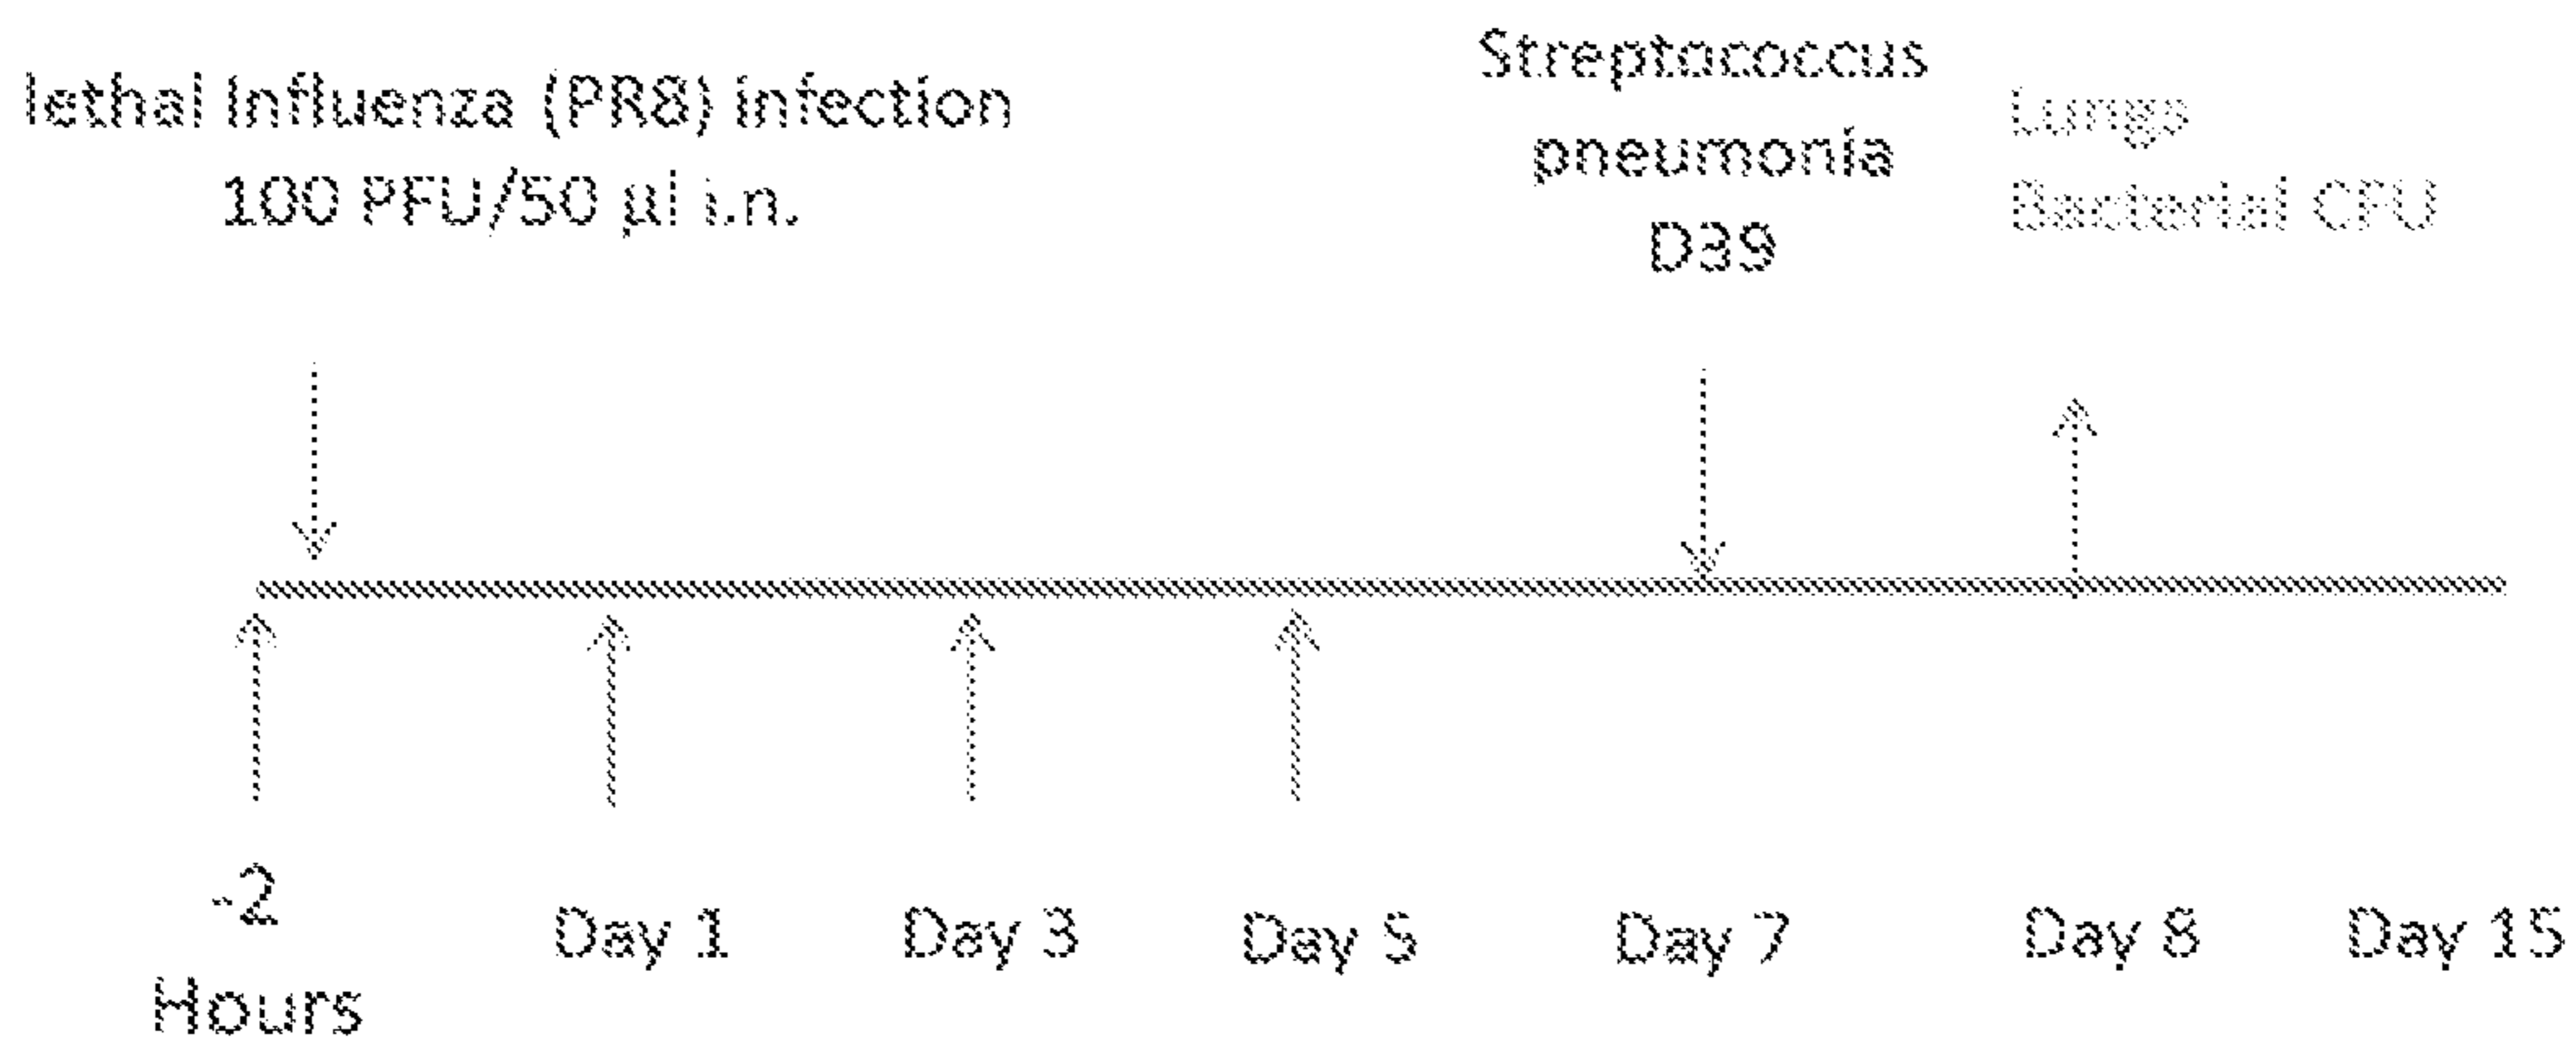 lethal Influenza (PR8) infection
100 PFU/50 µl i.n.
Streptococcus
pneumonia
D39
Lungs
Bacterial CFU
-2
Hours
Day 1
Day 3
Day 5
Day 7
Day 8
Day 15